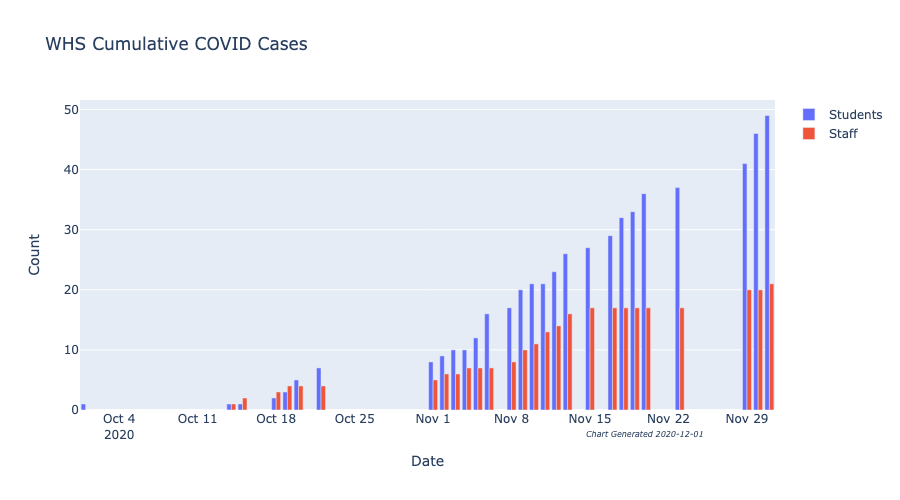 WHS Cumulative COVID Cases
Students
Staff
50
40
30
20
10
0
Count
Oct 4 Oct 11 Oct 18 Oct 25 Nov 1 Nov 8 Nov 15 Nov 22 Nov 29
2020
Chart Generated 2020-12-01
Date